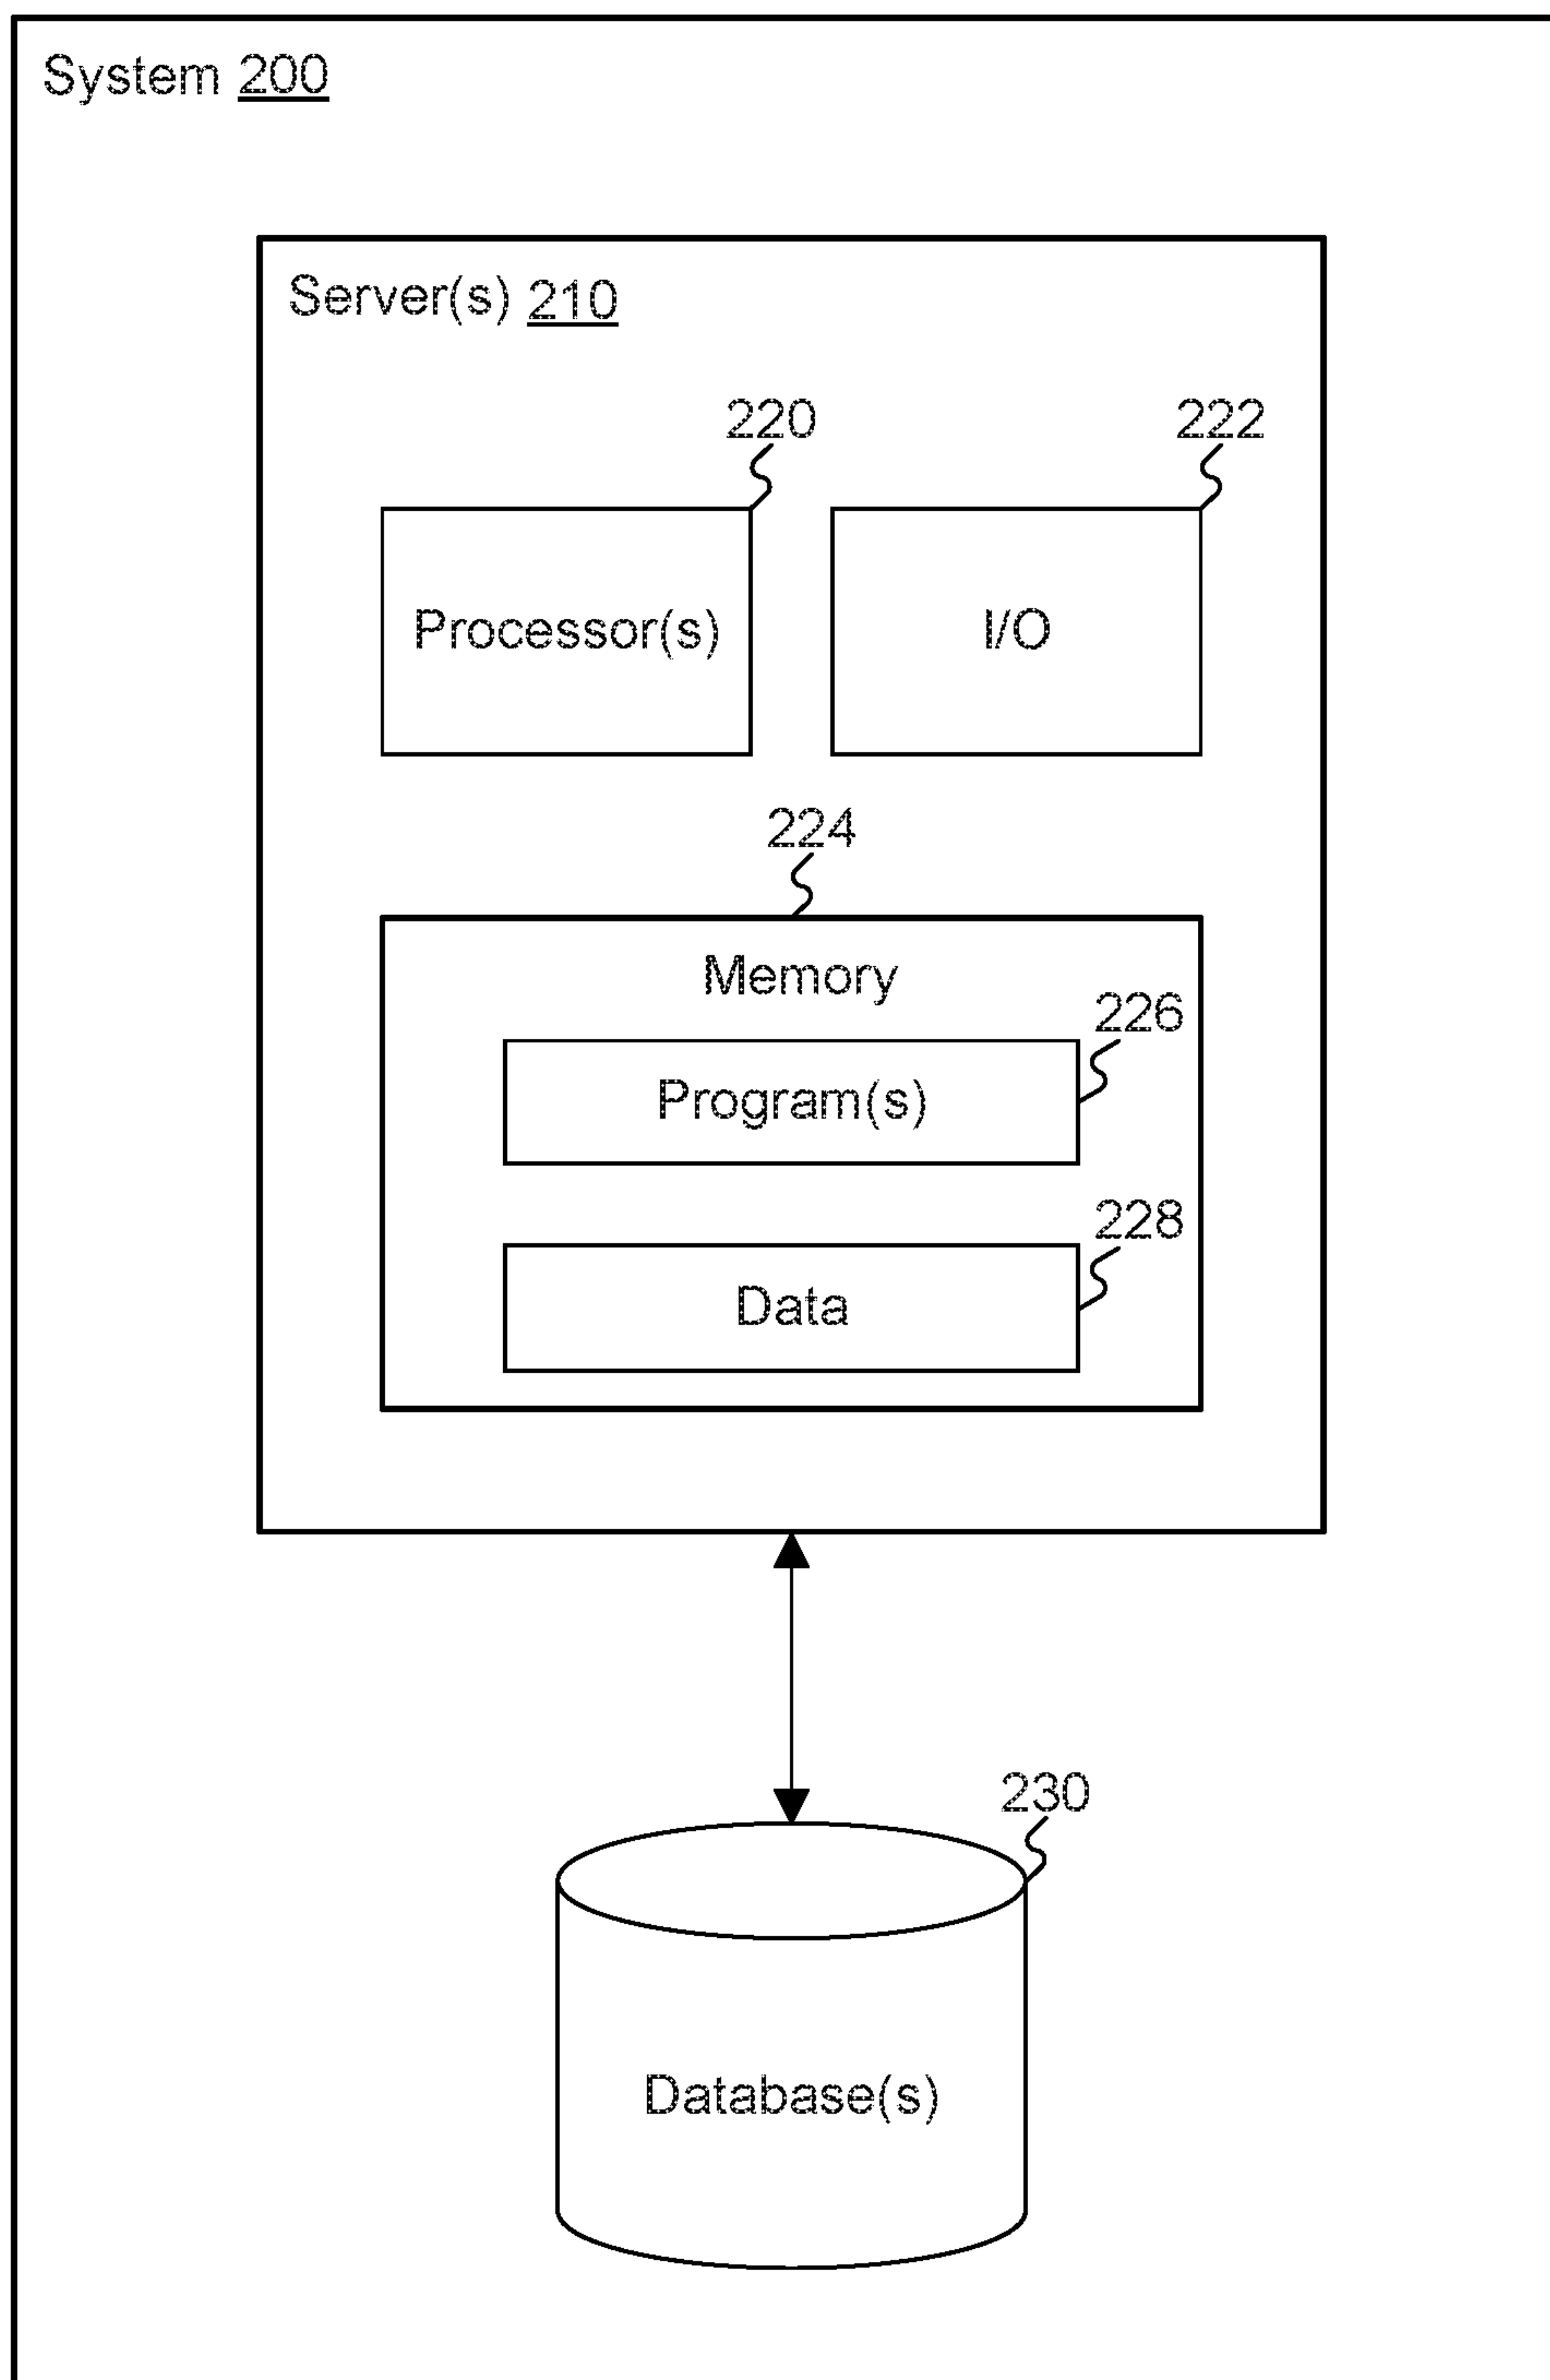 System 200
Server(s) 210
220
222
Processor(s)
I/O
224
Memory
226
Program(s)
228
Data
230
Database(s)